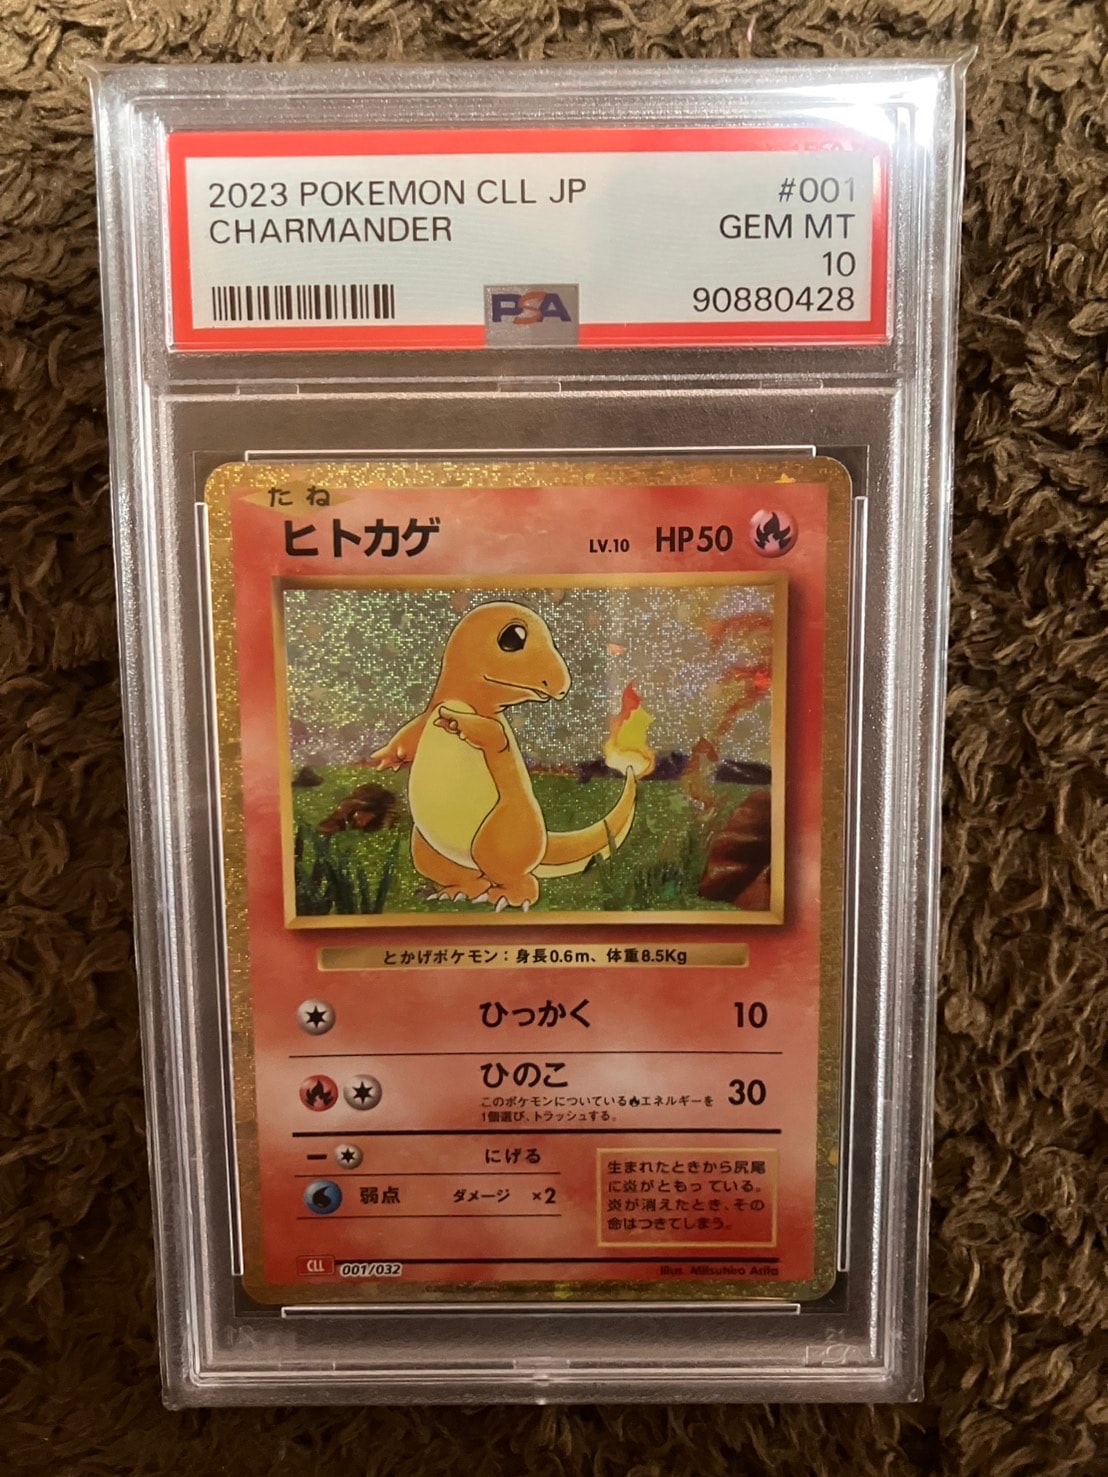 2023 POKEMON CLL JP #001
CHARMANDER GEM MT
10
PSA 90880428
たね
ヒトカゲ LV.10 HP50
とかげポケモン：身長0.6m、体重8.5Kg
ひっかく 10
ひのこ 30
このポケモンについているエネルギーを
1個選び、トラッシュする。
にげる
弱点 ダメージ ×2
生まれたときから尻尾
に炎がともっている。
炎が消えたとき、その
命はつきてしまう。
CLL 001/032 Illus. Mitsuhiro Arita